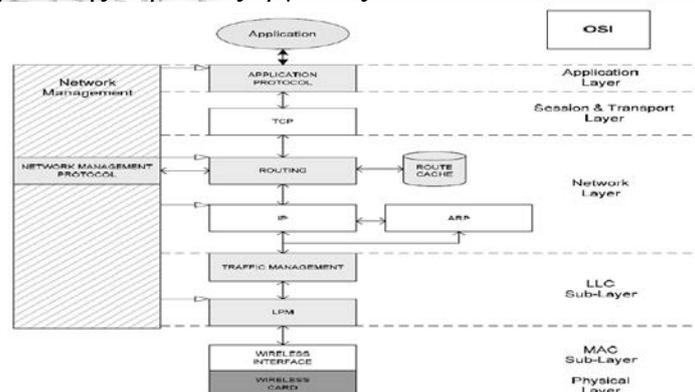 Application
OSI
Network
Management
APPLICATION
PROTOCOL
Application
Layer
TCP
Session & Transport
Layer
NETWORK MANAGEMENT
PROTOCOL
ROUTING
ROUTE
CACHE
Network
Layer
IP
ARP
TRAFFIC MANAGEMENT
LLC
Sub-Layer
LPM
WIRELESS
INTERFACE
MAC
Sub-Layer
WIRELESS
CARD
Physical
Layer